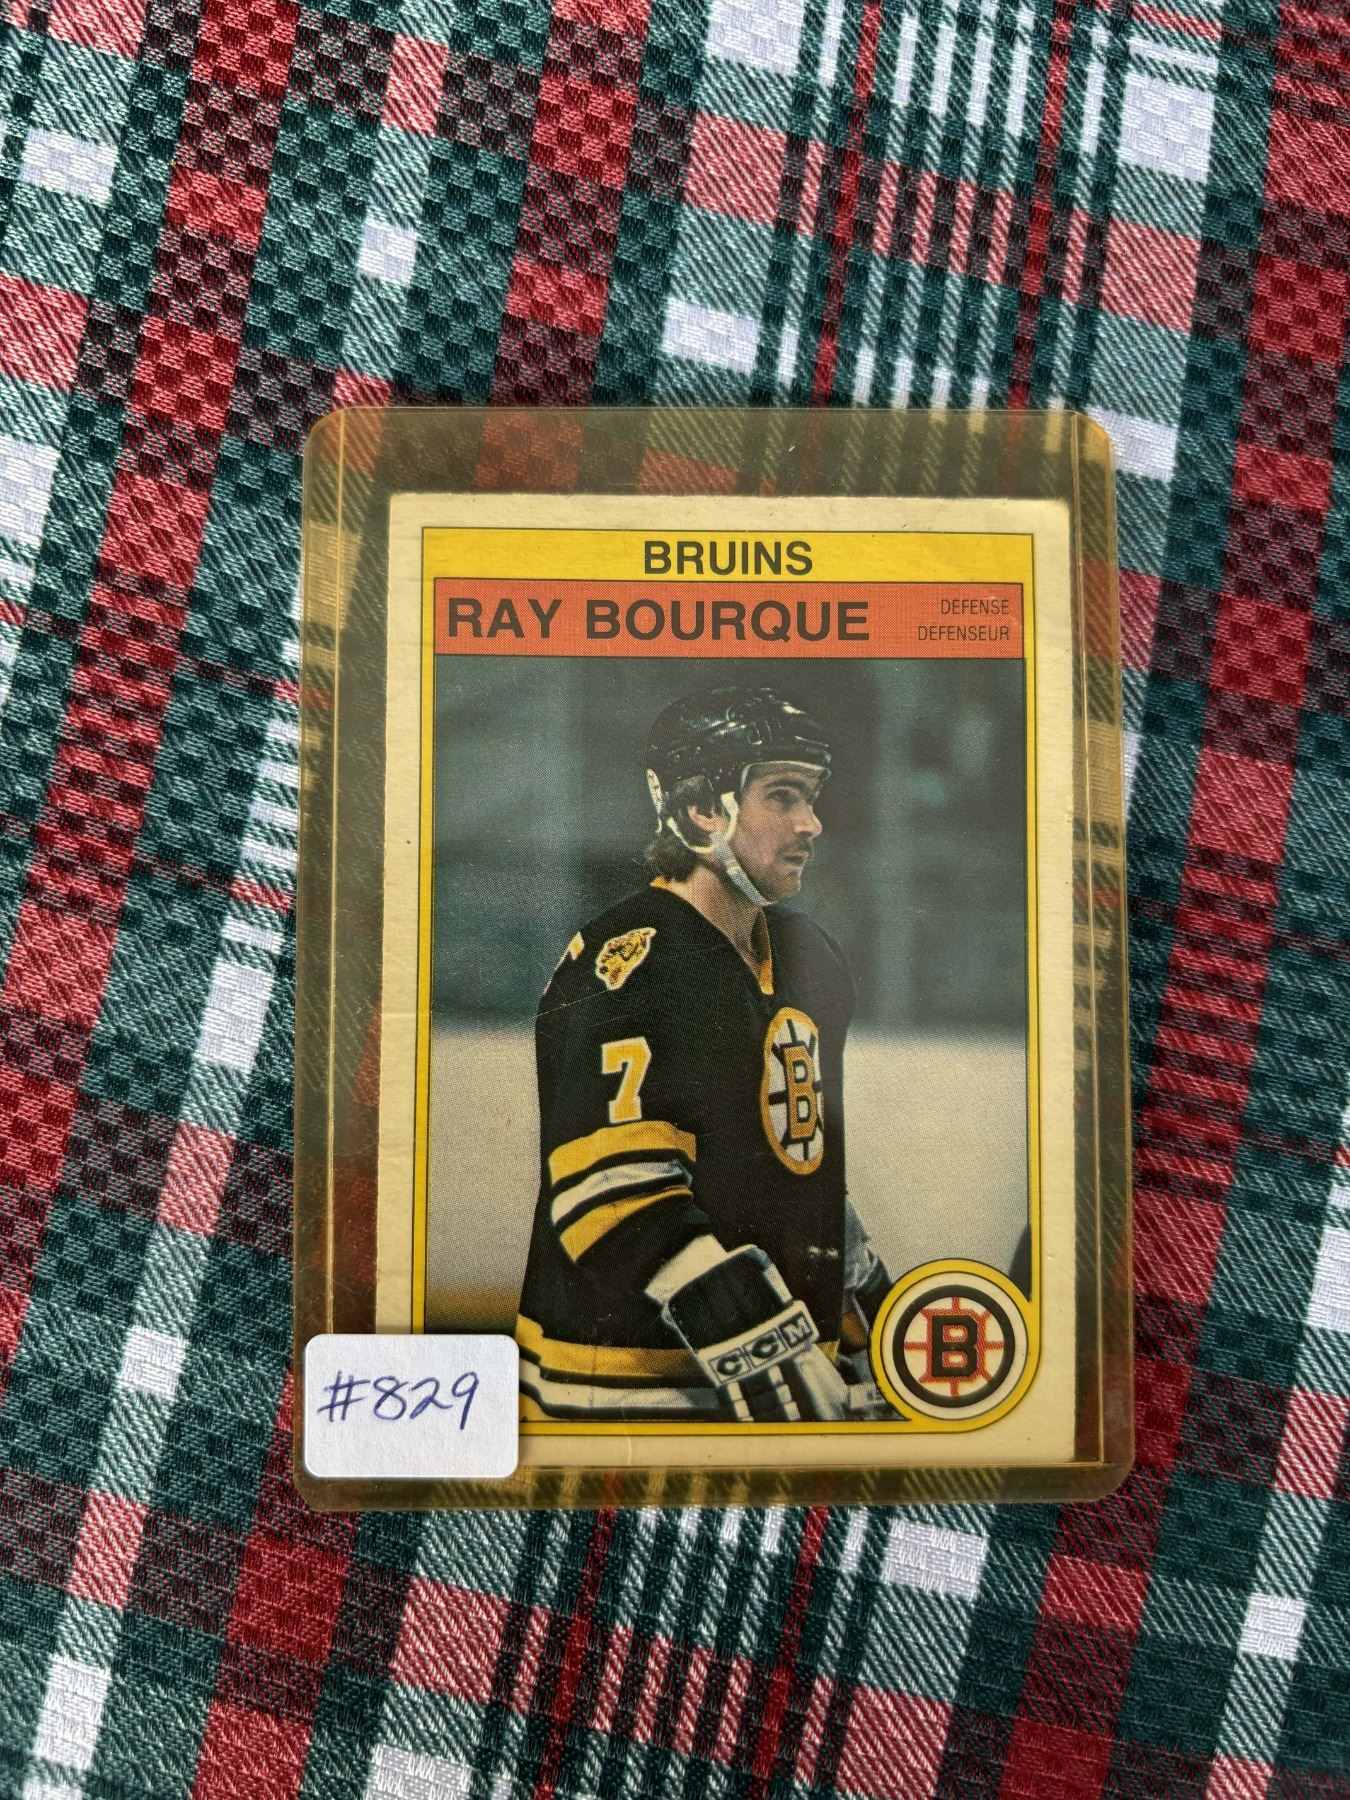 BRUINS
RAY BOURQUE
DEFENSE
DEFENSEUR
7
B
CCM
B
#829